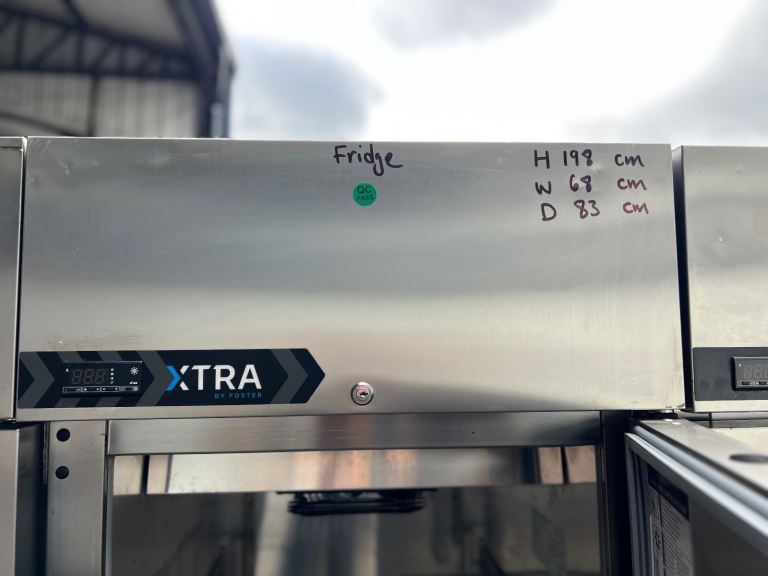 Fridge
QC
PASS
H 198 cm
W 68 cm
D 83 cm
XTRA
BY FOSTER